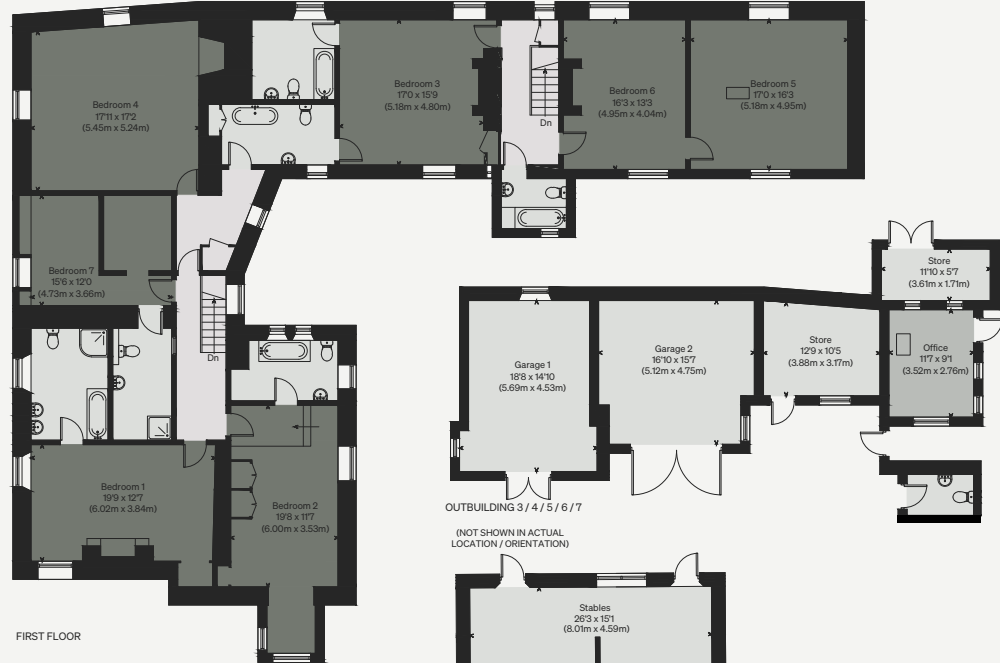 Bedroom 4
17'11 x 17'2
(5.45m x 5.24m)
Bedroom 3
17'0 x 15'9
(5.18m x 4.80m)
Dn
Bedroom 6
16'3 x 13'3
(4.95m x 4.04m)
Bedroom 5
17'0 x 16'3
(5.18m x 4.95m)
Bedroom 7
15'6 x 12'0
(4.73m x 3.66m)
Dn
Bedroom 1
19'9 x 12'7
(6.02m x 3.84m)
Bedroom 2
19'8 x 11'7
(6.00m x 3.53m)
FIRST FLOOR
Store
11'10 x 5'7
(3.61m x 1.71m)
Garage 1
18'8 x 14'10
(5.69m x 4.53m)
Garage 2
16'10 x 15'7
(5.12m x 4.75m)
Store
12'9 x 10'5
(3.88m x 3.17m)
Office
11'7 x 9'1
(3.52m x 2.76m)
OUTBUILDING 3 / 4 / 5 / 6 / 7
(NOT SHOWN IN ACTUAL
LOCATION / ORIENTATION)
Stables
26'3 x 15'1
(8.01m x 4.59m)